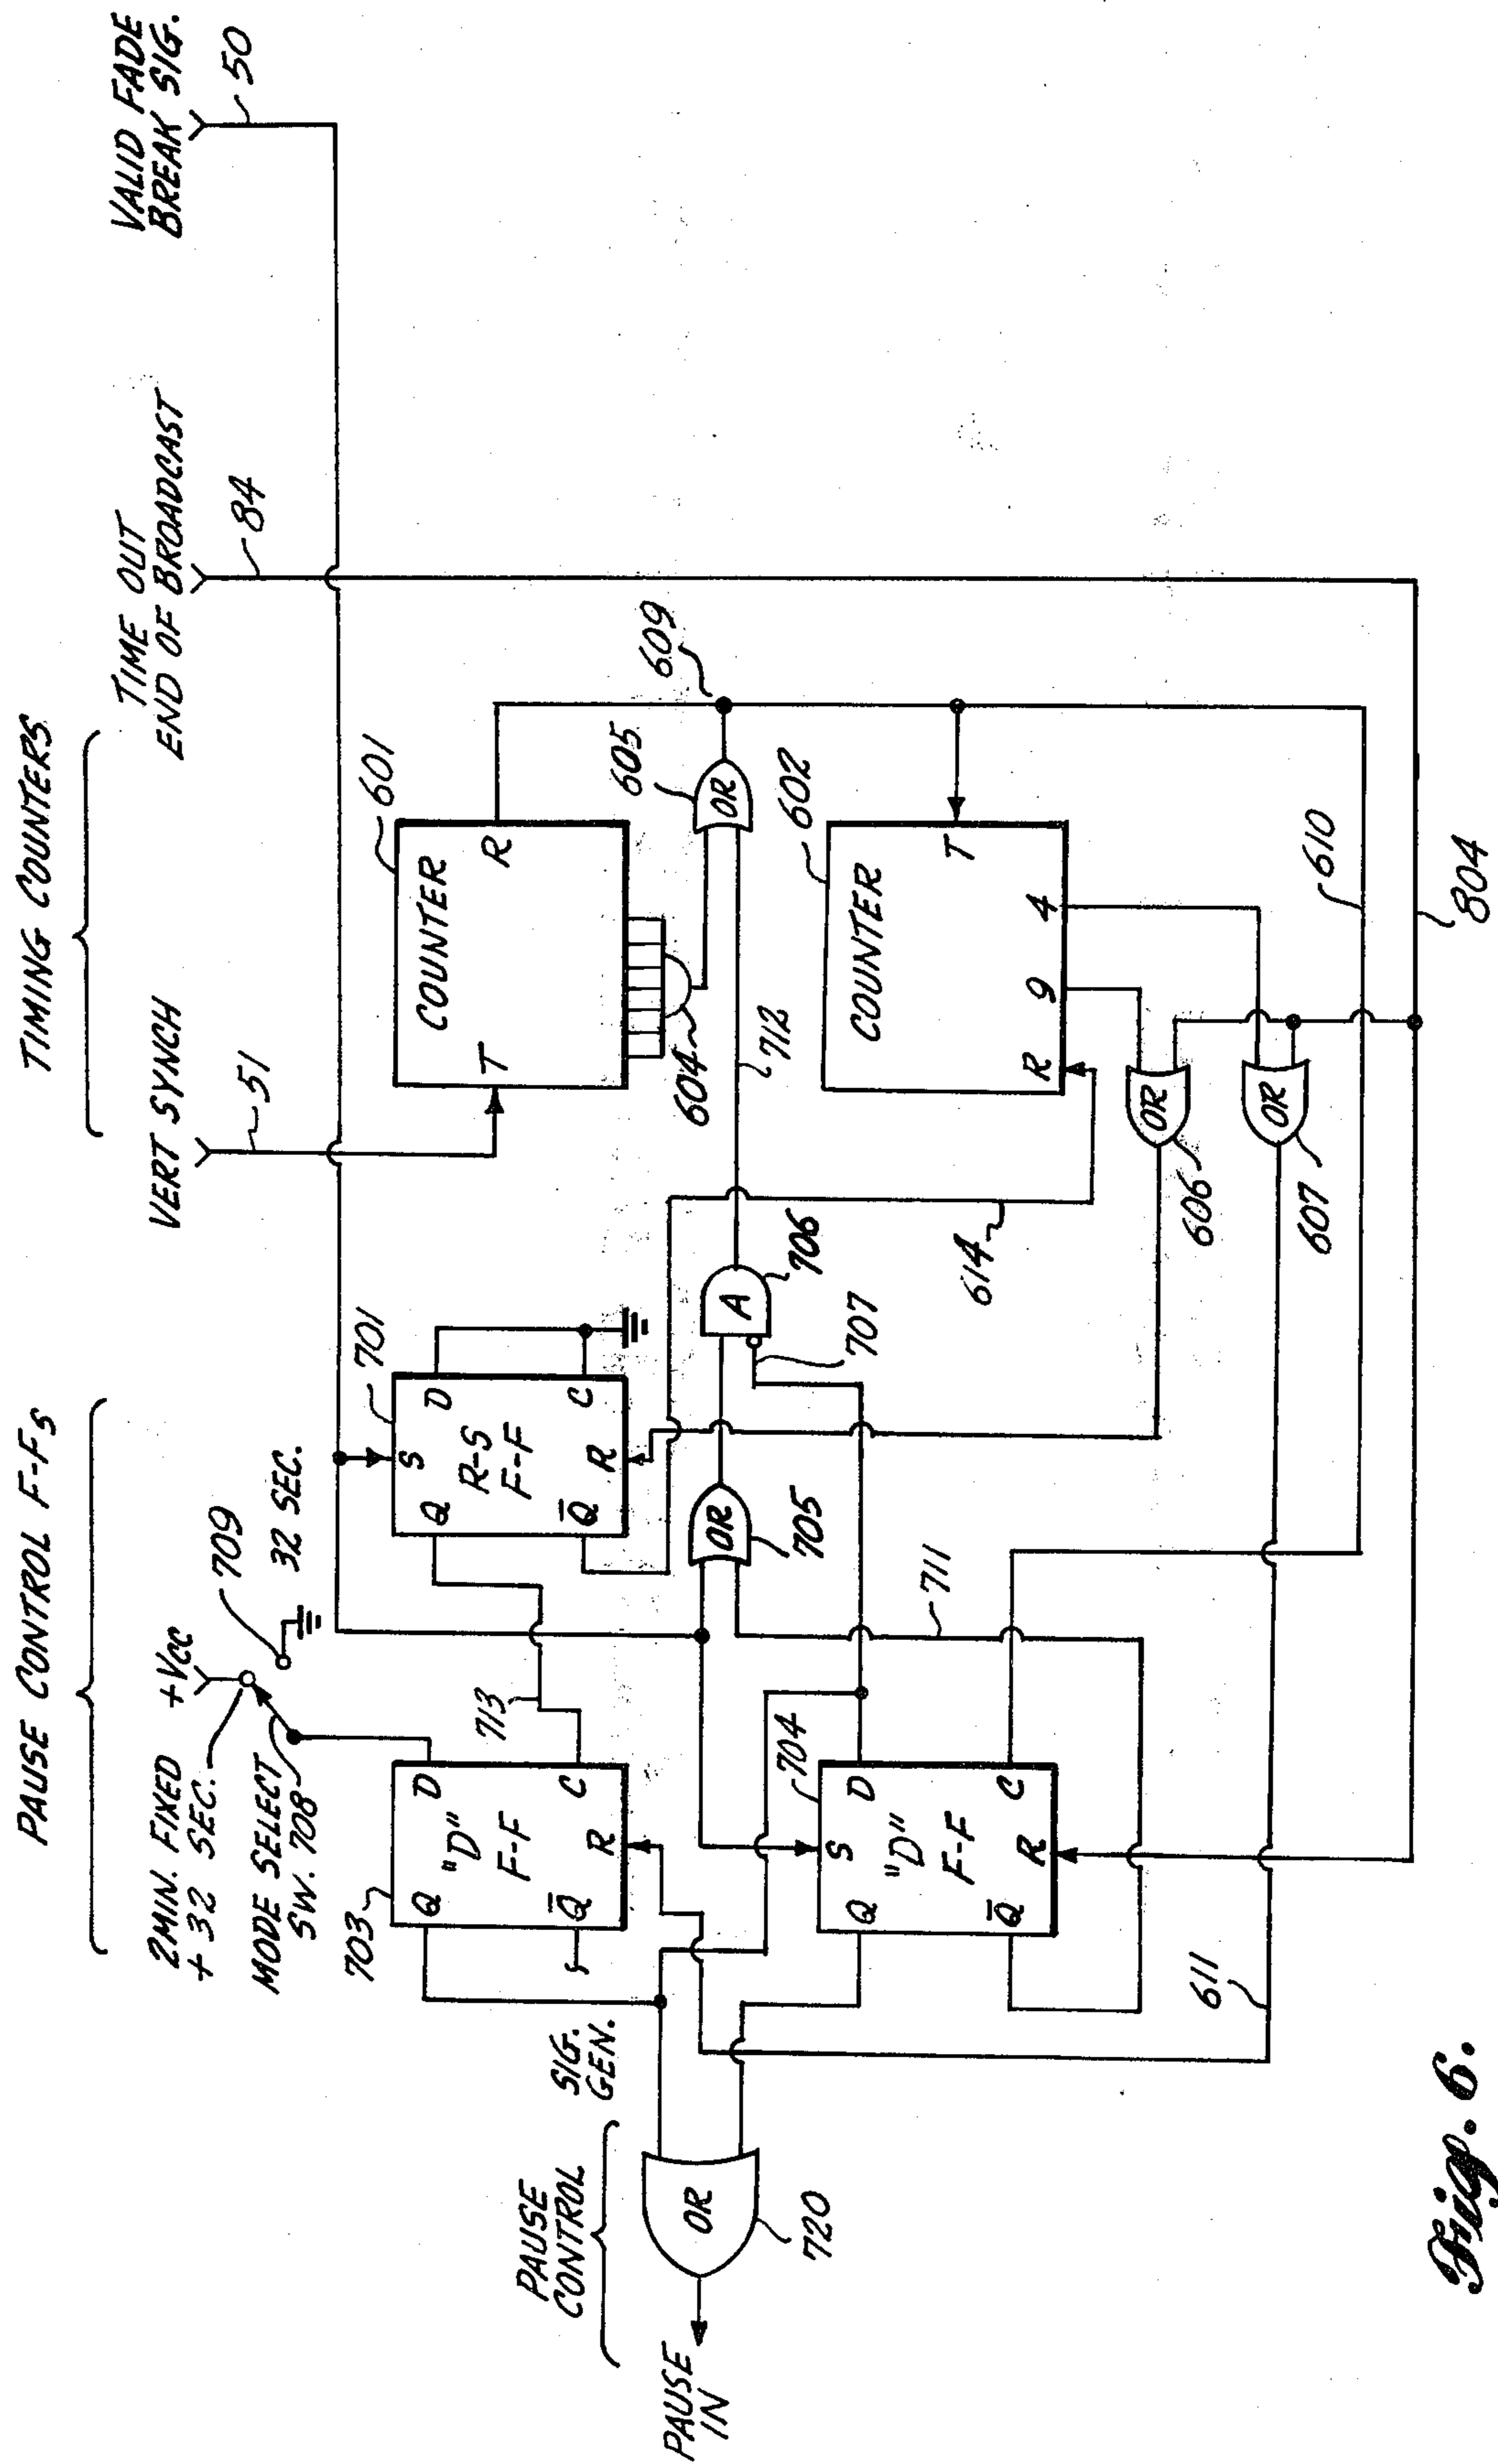 PAUSE CONTROL F-Fs
TIMING COUNTERS
2 MIN. FIXED
+ 32 SEC.
+Vcc
709
32 SEC.
MODE SELECT
SW. 708
VERT SYNCH
51
TIME OUT
END OF BROADCAST
84
VALID FADE
BREAK SIG.
50
703
Q
"D"
F-F
D
C
R
Q̅
713
701
S
Q
R-S
F-F
D
C
R
Q̅
601
COUNTER
T
R
604
605
OR
609
712
PAUSE
CONTROL
SIG.
GEN.
PAUSE
IN
OR
720
OR
705
A
706
707
711
704
S
Q
"D"
F-F
D
C
R
Q̅
602
COUNTER
T
R
9
4
614
OR
606
OR
607
610
611
804
Fig. 6.